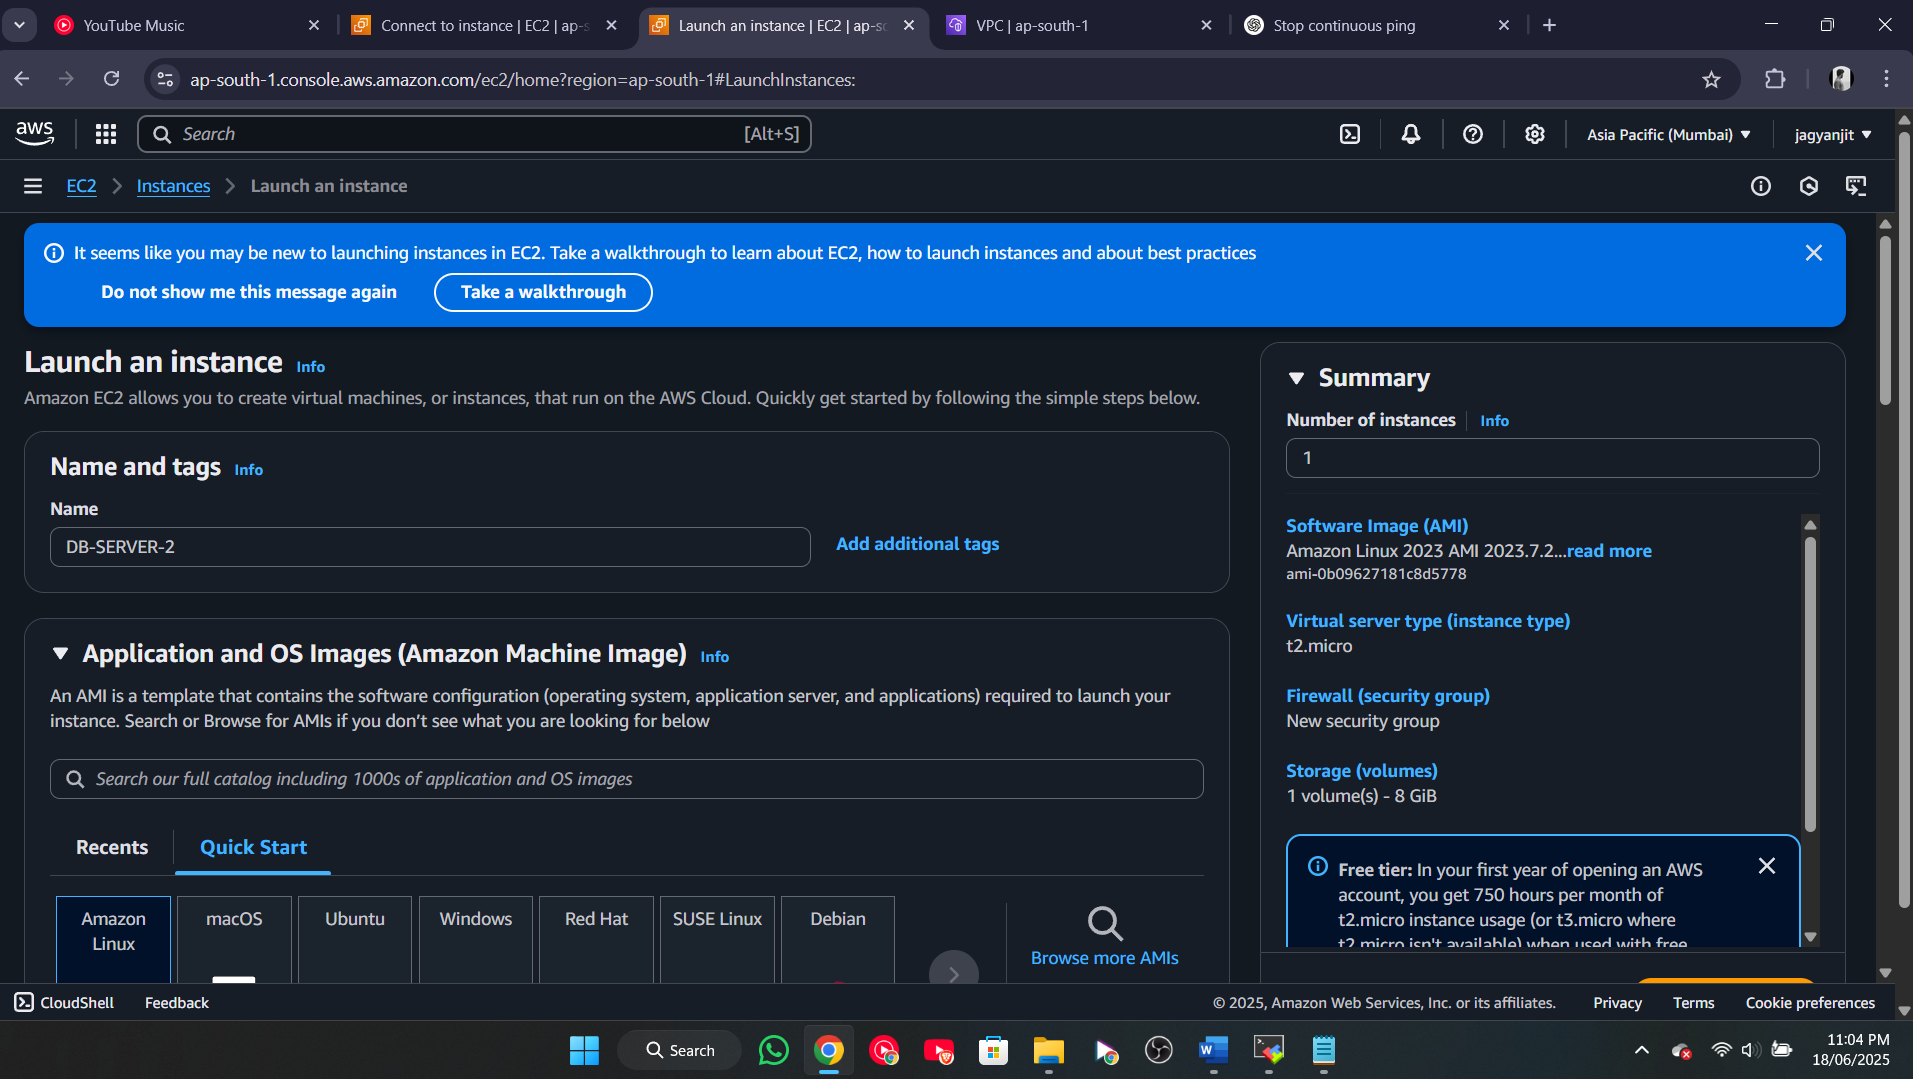 YouTube Music
Connect to instance | EC2 | ap-s
Launch an instance | EC2 | ap-so
VPC | ap-south-1
Stop continuous ping
ap-south-1.console.aws.amazon.com/ec2/home?region=ap-south-1#LaunchInstances:
aws
Search
[Alt+S]
Asia Pacific (Mumbai)
jagyanjit
EC2
Instances
Launch an instance
It seems like you may be new to launching instances in EC2. Take a walkthrough to learn about EC2, how to launch instances and about best practices
Do not show me this message again
Take a walkthrough
Launch an instance Info
Amazon EC2 allows you to create virtual machines, or instances, that run on the AWS Cloud. Quickly get started by following the simple steps below.
Name and tags Info
Name
DB-SERVER-2
Add additional tags
Application and OS Images (Amazon Machine Image) Info
An AMI is a template that contains the software configuration (operating system, application server, and applications) required to launch your
instance. Search or Browse for AMIs if you don’t see what you are looking for below
Search our full catalog including 1000s of application and OS images
Recents
Quick Start
Amazon
Linux
macOS
Ubuntu
Windows
Red Hat
SUSE Linux
Debian
Browse more AMIs
Summary
Number of instances Info
1
Software Image (AMI)
Amazon Linux 2023 AMI 2023.7.2...read more
ami-0b09627181c8d5778
Virtual server type (instance type)
t2.micro
Firewall (security group)
New security group
Storage (volumes)
1 volume(s) - 8 GiB
Free tier: In your first year of opening an AWS
account, you get 750 hours per month of
t2.micro instance usage (or t3.micro where
t2.micro isn't available) when used with free
CloudShell
Feedback
© 2025, Amazon Web Services, Inc. or its affiliates.
Privacy
Terms
Cookie preferences
Search
11:04 PM
18/06/2025